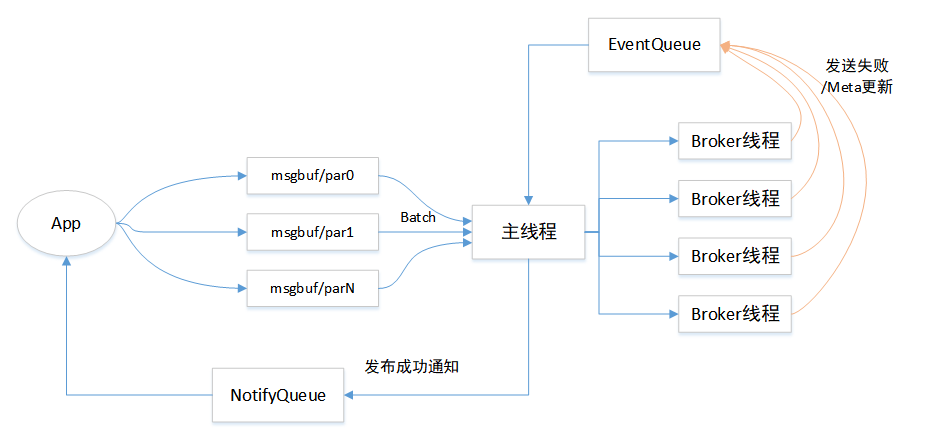 EventQueue
发送失败
/Meta更新
Broker线程
msgbuf/par0
Broker线程
App
Batch
msgbuf/par1
主线程
Broker线程
msgbuf/parN
Broker线程
发布成功通知
NotifyQueue